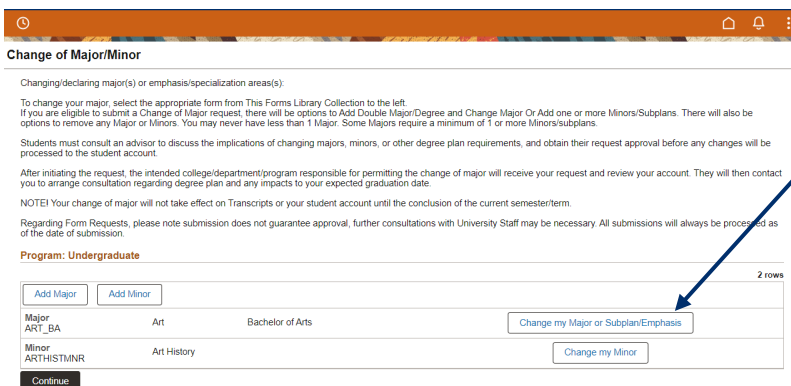 Change of Major/Minor
Changing/declaring major(s) or emphasis/specialization areas(s):
To change your major, select the appropriate form from This Forms Library Collection to the left.
If you are eligible to submit a Change of Major request, there will be options to Add Double Major/Degree and Change Major Or Add one or more Minors/Subplans. There will also be
options to remove any Major or Minors. You may never have less than 1 Major. Some Majors require a minimum of 1 or more Minors/subplans.
Students must consult an advisor to discuss the implications of changing majors, minors, or other degree plan requirements, and obtain their request approval before any changes will be
processed to the student account.
After initiating the request, the intended college/department/program responsible for permitting the change of major will receive your request and review your account. They will then contact
you to arrange consultation regarding degree plan and any impacts to your expected graduation date.
NOTE! Your change of major will not take effect on Transcripts or your student account until the conclusion of the current semester/term.
Regarding Form Requests, please note submission does not guarantee approval, further consultations with University Staff may be necessary. All submissions will always be processed as
of the date of submission.
Program: Undergraduate
2 rows
Add Major Add Minor
Major
ART_BA Art Bachelor of Arts Change my Major or Subplan/Emphasis
Minor
ARTHISTMNR Art History Change my Minor
Continue